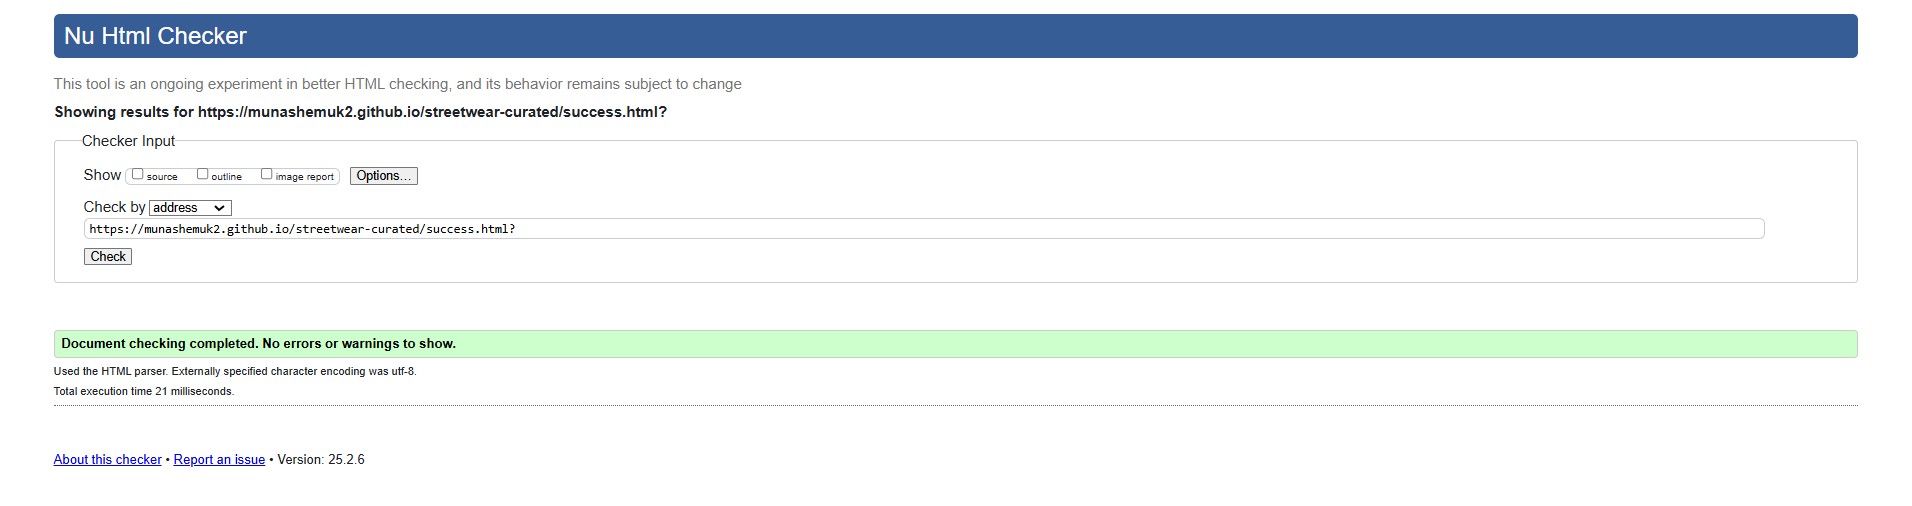 Nu Html Checker
This tool is an ongoing experiment in better HTML checking, and its behavior remains subject to change
Showing results for https://munashemuk2.github.io/streetwear-curated/success.html?
Checker Input
Show source outline image report Options...
Check by address
https://munashemuk2.github.io/streetwear-curated/success.html?
Check
Document checking completed. No errors or warnings to show.
Used the HTML parser. Externally specified character encoding was utf-8.
Total execution time 21 milliseconds.
About this checker • Report an issue • Version: 25.2.6